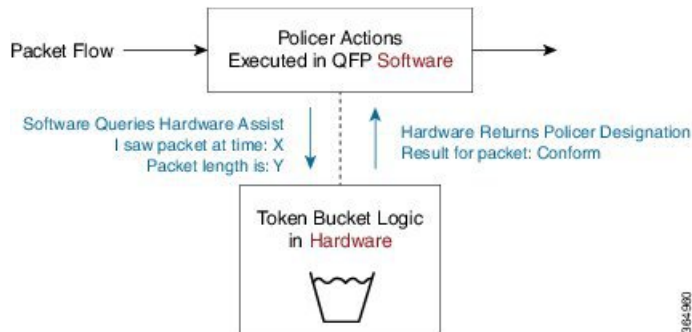 Packet Flow
Policer Actions
Executed in QFP Software
Software Queries Hardware Assist
I saw packet at time: X
Packet length is: Y
Hardware Returns Policer Designation
Result for packet: Conform
Token Bucket Logic
in Hardware
364960